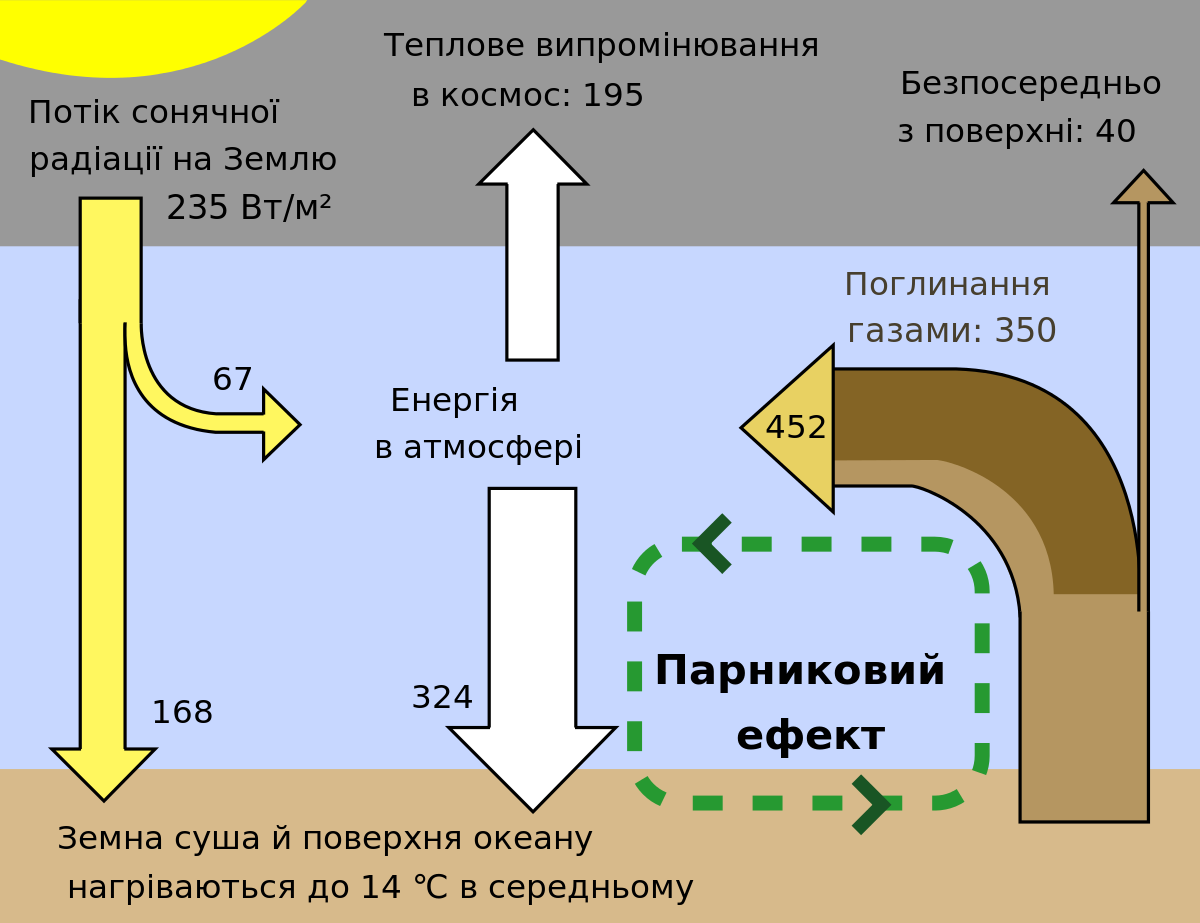 Теплове випромінювання
в космос: 195
Безпосередньо
з поверхні: 40
Потік сонячної
радіації на Землю
235 Вт/м²
Поглинання
газами: 350
67
Енергія
в атмосфері
452
168
324
Парниковий
ефект
Земна суша й поверхня океану
нагріваються до 14 ℃ в середньому